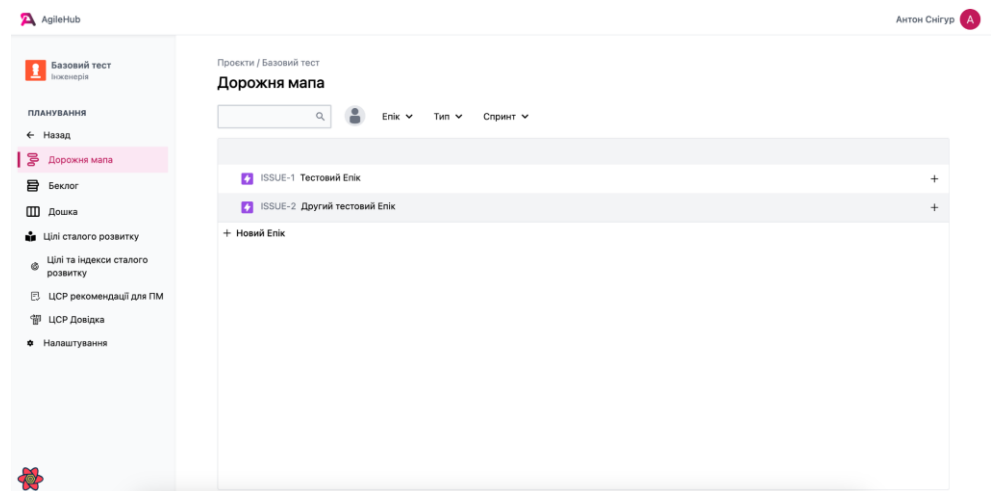 AgileHub
Антон Снігур
A
Базовий тест
Інженерія
ПЛАНУВАННЯ
Назад
Дорожня мапа
Беклог
Дошка
Цілі сталого розвитку
Цілі та індекси сталого
розвитку
ЦСР рекомендації для ПМ
ЦСР Довідка
Налаштування
Проєкти / Базовий тест
Дорожня мапа
Епік
Тип
Спринт
ISSUE-1 Тестовий Епік
ISSUE-2 Другий тестовий Епік
+ Новий Епік